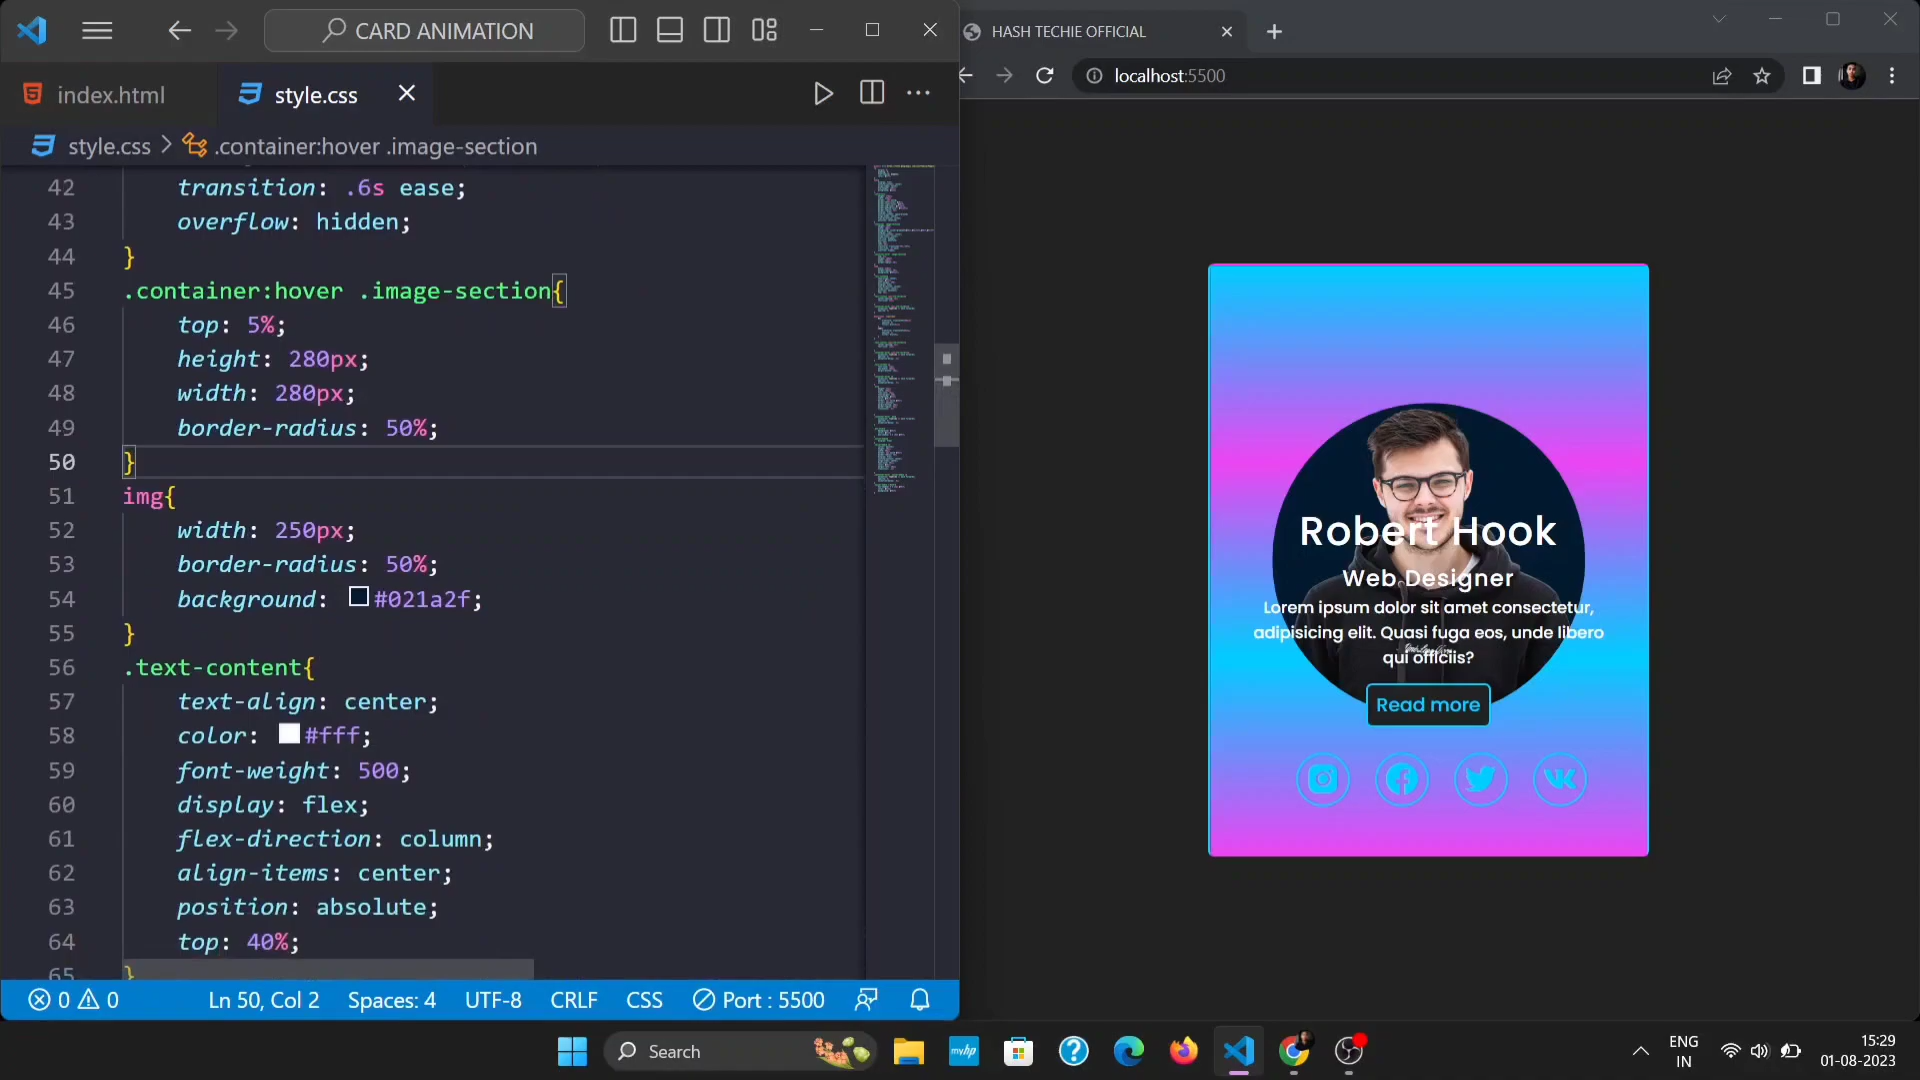 CARD ANIMATION
index.html
style.css
style.css > .container:hover .image-section
42 transition: .6s ease;
43 overflow: hidden;
44 }
45 .container:hover .image-section{
46 top: 5%;
47 height: 280px;
48 width: 280px;
49 border-radius: 50%;
50 }
51 img{
52 width: 250px;
53 border-radius: 50%;
54 background: #021a2f;
55 }
56 .text-content{
57 text-align: center;
58 color: #fff;
59 font-weight: 500;
60 display: flex;
61 flex-direction: column;
62 align-items: center;
63 position: absolute;
64 top: 40%;
65 }
0 0 Ln 50, Col 2 Spaces: 4 UTF-8 CRLF CSS Port : 5500
HASH TECHIE OFFICIAL
localhost:5500
Robert Hook
Web Designer
Lorem ipsum dolor sit amet consectetur,
adipisicing elit. Quasi fuga eos, unde libero
qui officiis?
Read more
Search
myhp
ENG
IN
15:29
01-08-2023